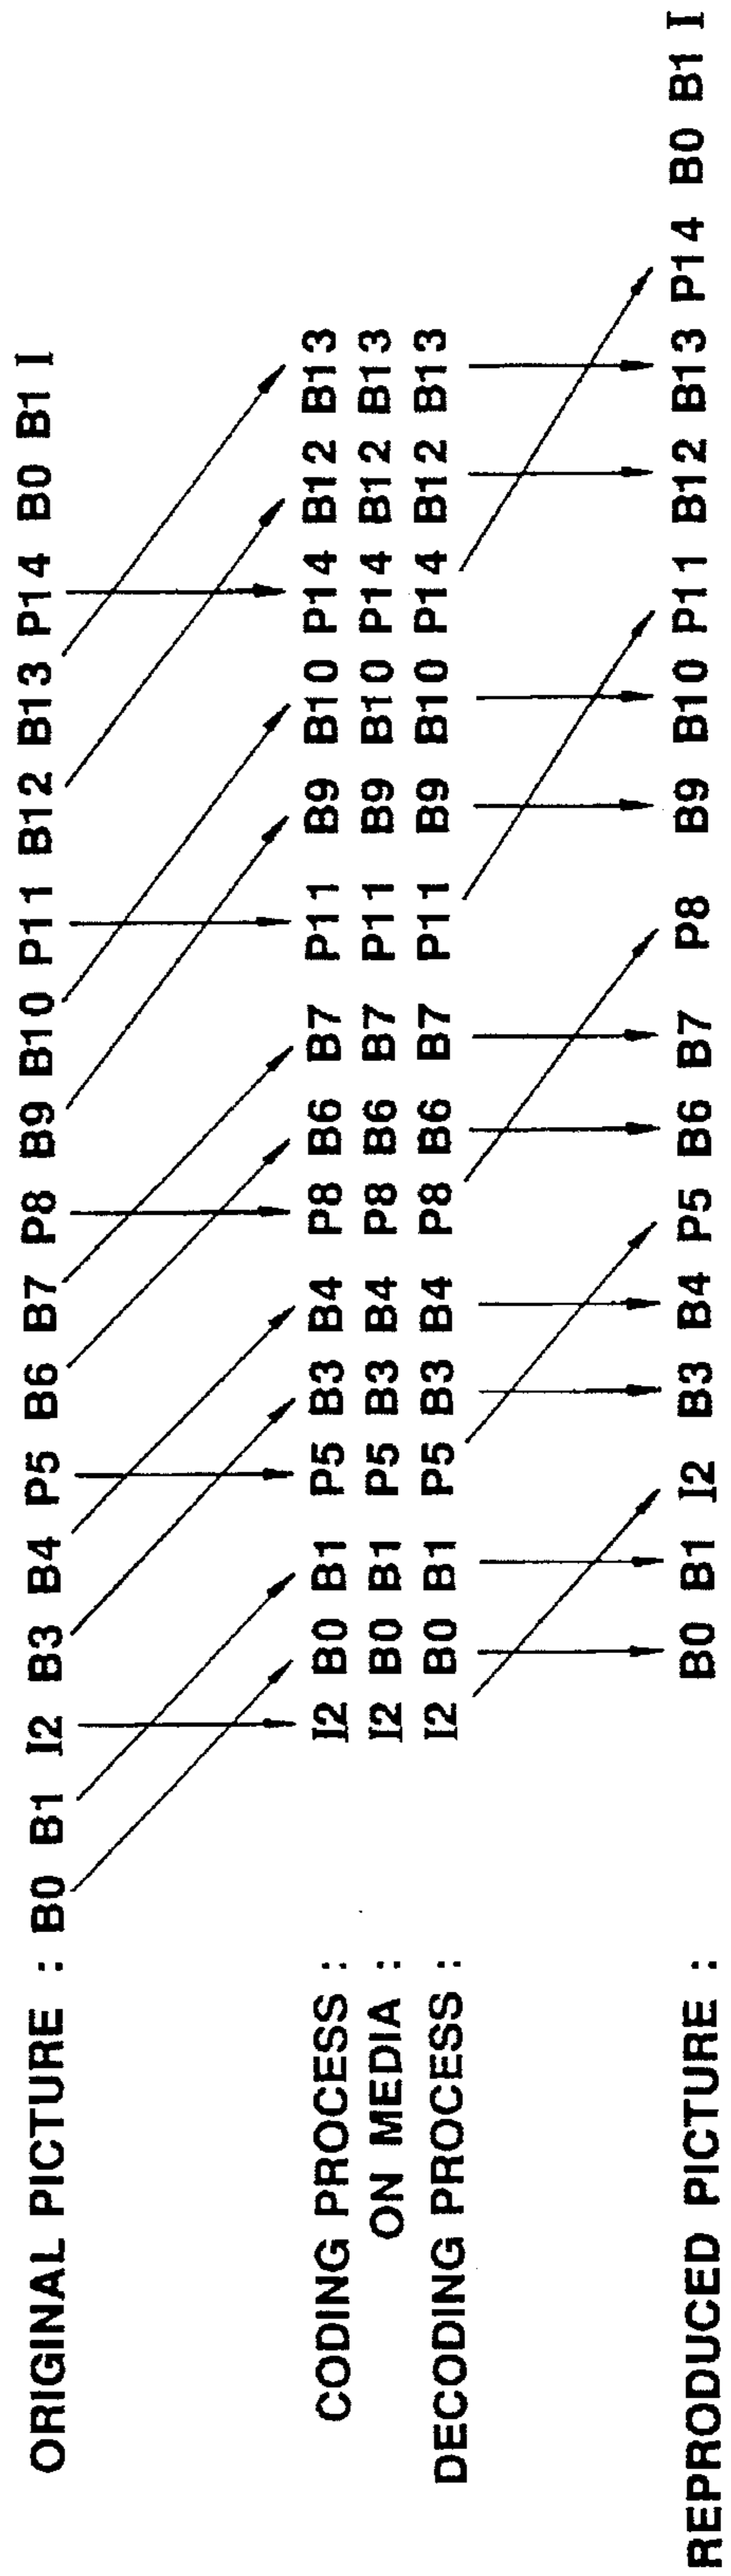 ORIGINAL PICTURE : B0 B1 I2 B3 B4 P5 B6 B7 P8 B9 B10 P11 B12 B13 P14 B0 B1 I
CODING PROCESS : I2 B0 B1 P5 B3 B4 P8 B6 B7 P11 B9 B10 P14 B12 B13
ON MEDIA : I2 B0 B1 P5 B3 B4 P8 B6 B7 P11 B9 B10 P14 B12 B13
DECODING PROCESS : I2 B0 B1 P5 B3 B4 P8 B6 B7 P11 B9 B10 P14 B12 B13
REPRODUCED PICTURE : B0 B1 I2 B3 B4 P5 B6 B7 P8 B9 B10 P11 B12 B13 P14 B0 B1 I